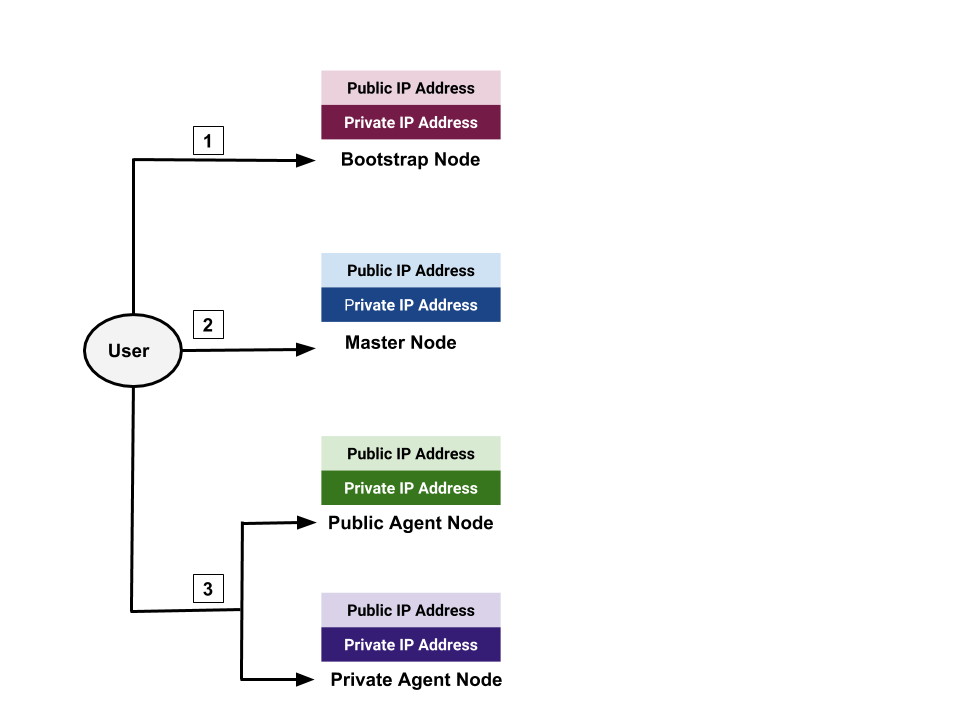 Public IP Address
Private IP Address
1
Bootstrap Node
Public IP Address
Private IP Address
2
Master Node
User
Public IP Address
Private IP Address
Public Agent Node
3
Public IP Address
Private IP Address
Private Agent Node